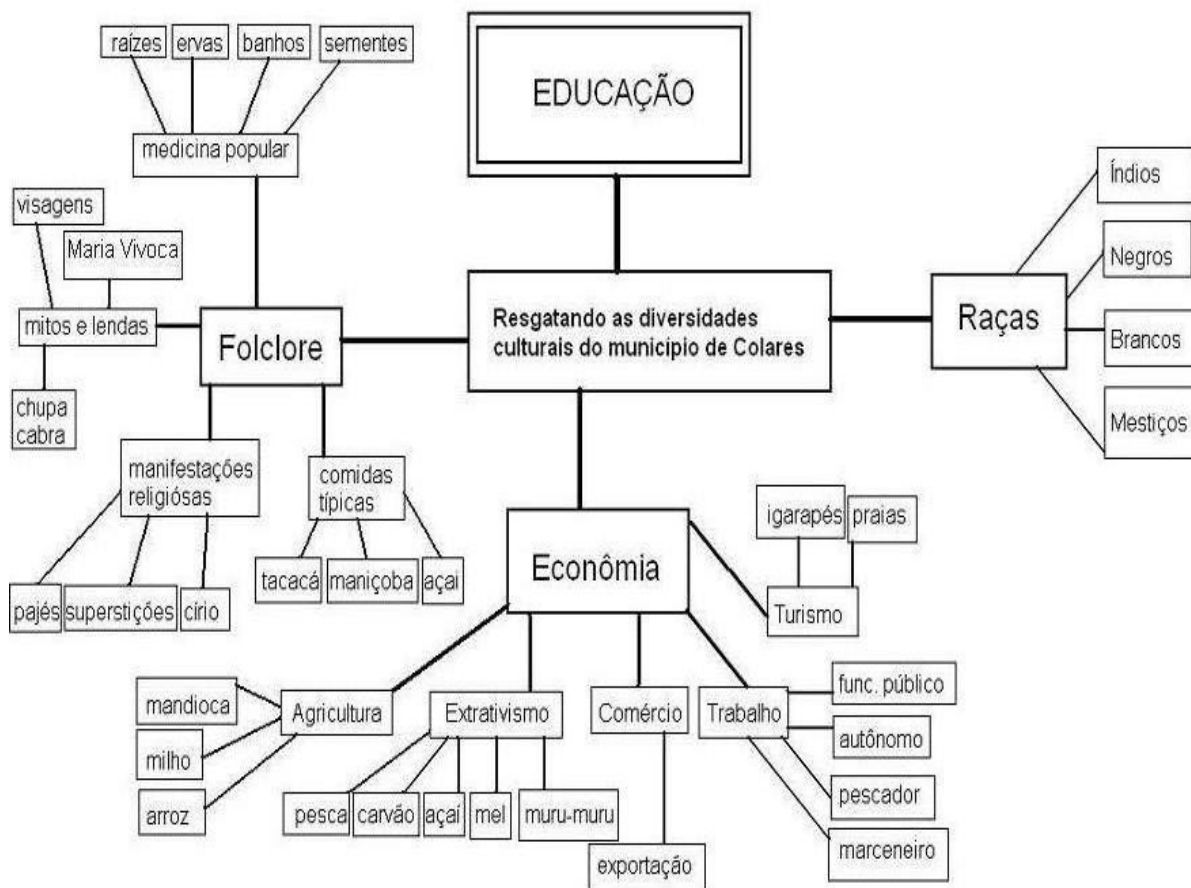 raízes
ervas
banhos
sementes
EDUCAÇÃO
medicina popular
Índios
visagens
Maria Vivoca
Negros
mitos e lendas
Folclore
Resgatando as diversidades
culturais do município de Colares
Raças
Brancos
chupa
cabra
Mestiços
manifestações
religiósas
comidas
típicas
igarapés
praias
tacacá
maniçoba
açaí
Econômia
pajés
superstições
círio
Turismo
mandioca
Agricultura
Extrativismo
Comércio
Trabalho
func. público
milho
autônomo
arroz
pesca
carvão
açaí
mel
muru-muru
pescador
exportação
marceneiro